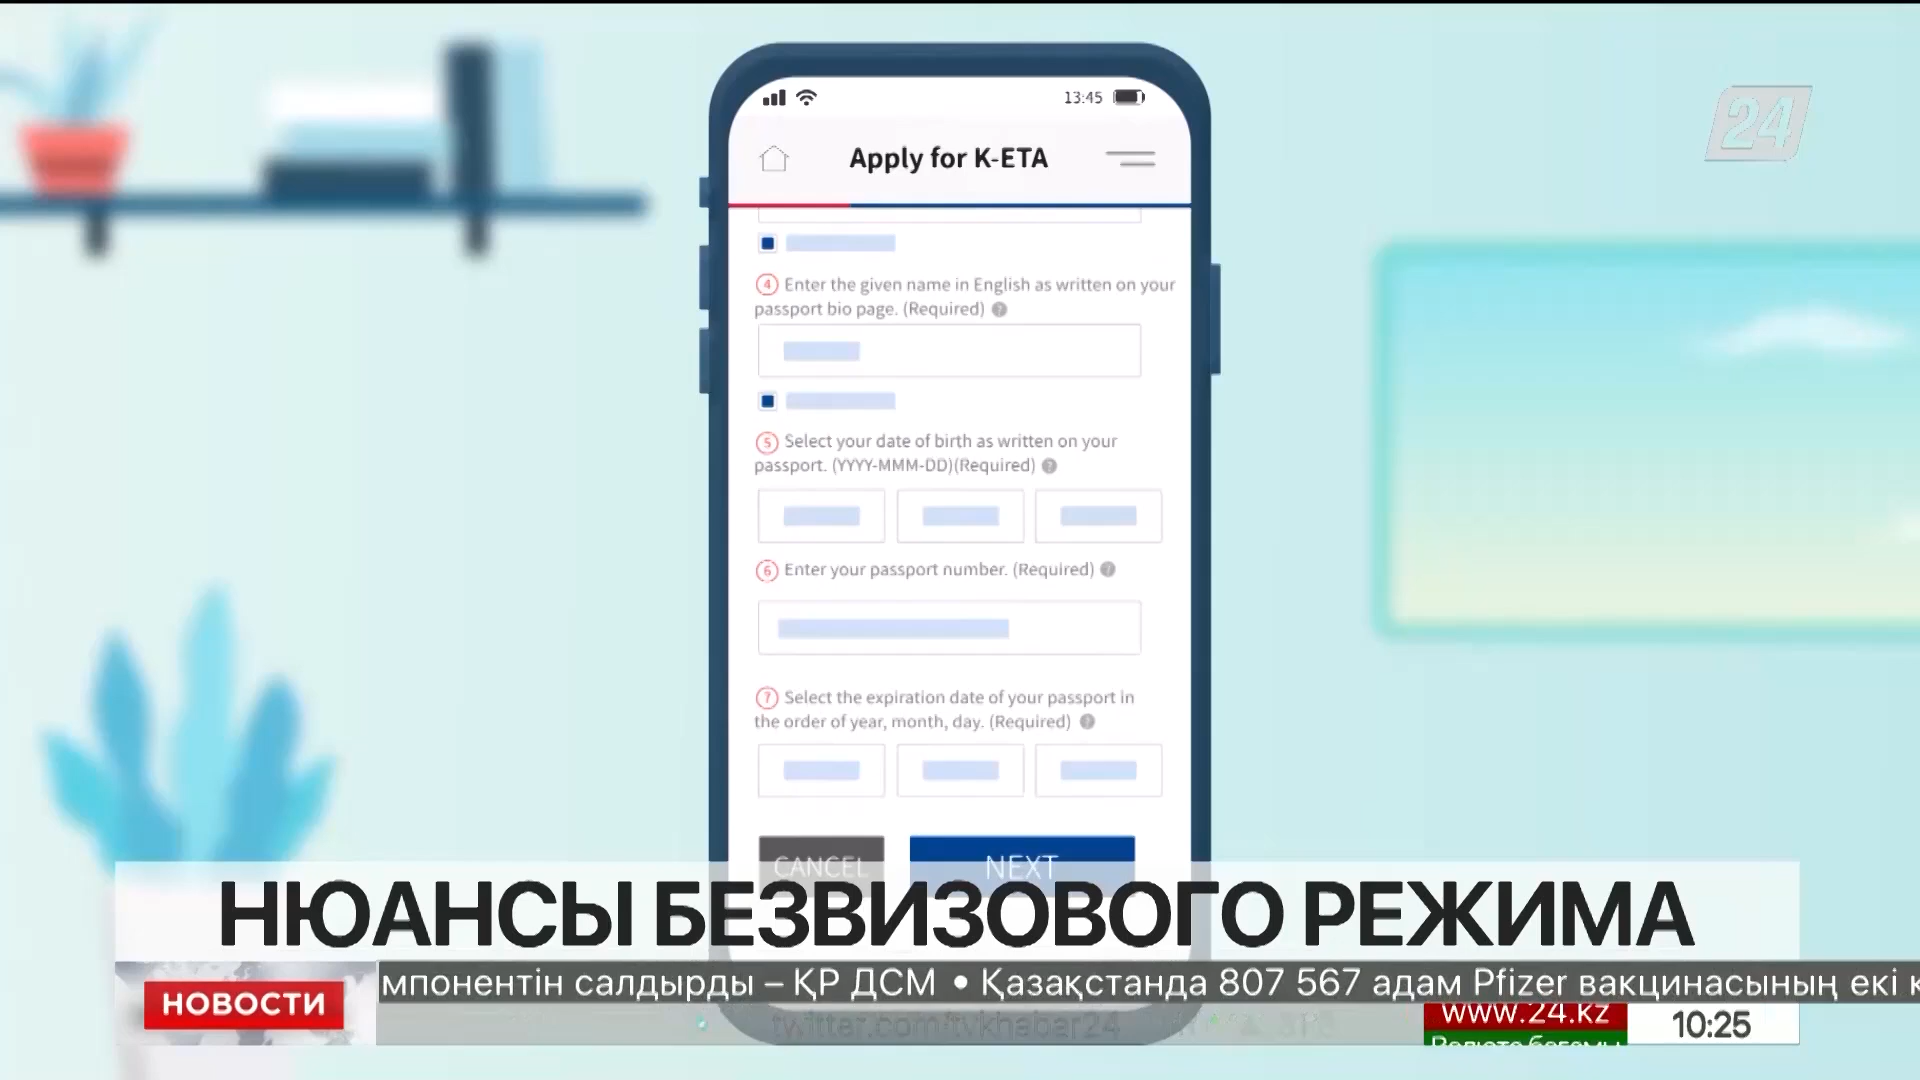 13:45
24
Apply for K-ETA
4 Enter the given name in English as written on your
passport bio page. (Required) ?
5 Select your date of birth as written on your
passport. (YYYY-MMM-DD)(Required) ?
6 Enter your passport number. (Required) ?
7 Select the expiration date of your passport in
the order of year, month, day. (Required) ?
CANCEL
NEXT
НЮАНСЫ БЕЗВИЗОВОГО РЕЖИМА
мпонентін салдырды – ҚР ДСМ • Қазақстанда 807 567 адам Pfizer вакцинасының екі к
НОВОСТИ
twitter.com/tvkhabar24
www.24.kz
10:25